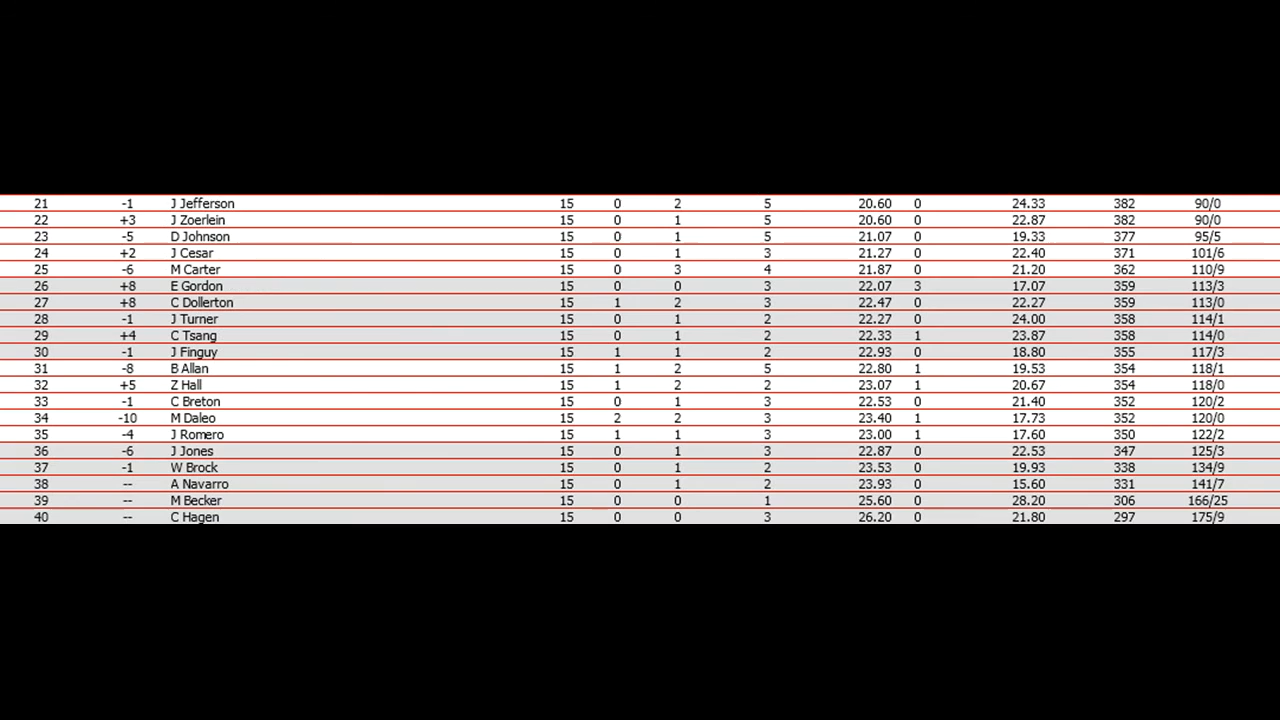 21 -1 J Jefferson 15 0 2 5 20.60 0 24.33 382 90/0
22 +3 J Zoerlein 15 0 1 5 20.60 0 22.87 382 90/0
23 -5 D Johnson 15 0 1 5 21.07 0 19.33 377 95/5
24 +2 J Cesar 15 0 1 3 21.27 0 22.40 371 101/6
25 -6 M Carter 15 0 3 4 21.87 0 21.20 362 110/9
26 +8 E Gordon 15 0 0 3 22.07 3 17.07 359 113/3
27 +8 C Dollerton 15 1 2 3 22.47 0 22.27 359 113/0
28 -1 J Turner 15 0 1 2 22.27 0 24.00 358 114/1
29 +4 C Tsang 15 0 1 2 22.33 1 23.87 358 114/0
30 -1 J Finguy 15 1 1 2 22.93 0 18.80 355 117/3
31 -8 B Allan 15 1 2 5 22.80 1 19.53 354 118/1
32 +5 Z Hall 15 1 2 2 23.07 1 20.67 354 118/0
33 -1 C Breton 15 0 1 3 22.53 0 21.40 352 120/2
34 -10 M Daleo 15 2 2 3 23.40 1 17.73 352 120/0
35 -4 J Romero 15 1 1 3 23.00 1 17.60 350 122/2
36 -6 J Jones 15 0 1 3 22.87 0 22.53 347 125/3
37 -1 W Brock 15 0 1 2 23.53 0 19.93 338 134/9
38 -- A Navarro 15 0 1 2 23.93 0 15.60 331 141/7
39 -- M Becker 15 0 0 1 25.60 0 28.20 306 166/25
40 -- C Hagen 15 0 0 3 26.20 0 21.80 297 175/9